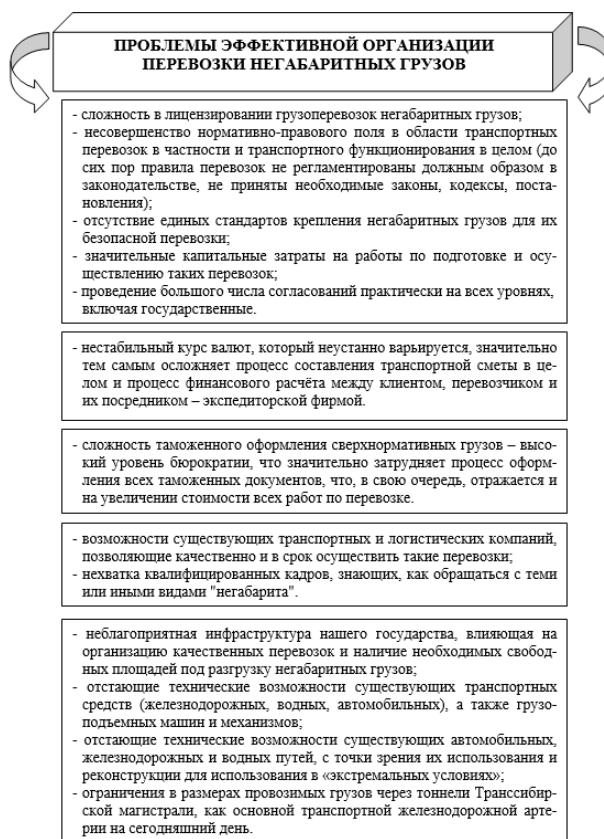 ПРОБЛЕМЫ ЭФФЕКТИВНОЙ ОРГАНИЗАЦИИ
ПЕРЕВОЗКИ НЕГАБАРИТНЫХ ГРУЗОВ
- сложность в лицензировании грузоперевозок негабаритных грузов;
- несовершенство нормативно-правового поля в области транспортных
перевозок в частности и транспортного функционирования в целом (до
сих пор правила перевозок не регламентированы должным образом в
законодательстве, не приняты необходимые законы, кодексы, поста-
новления);
- отсутствие единых стандартов крепления негабаритных грузов для их
безопасной перевозки;
- значительные капитальные затраты на работы по подготовке и осу-
ществлению таких перевозок;
- проведение большого числа согласований практически на всех уровнях,
включая государственные.
- нестабильный курс валют, который неустанно варьируется, значительно
тем самым осложняет процесс составления транспортной сметы в це-
лом и процесс финансового расчёта между клиентом, перевозчиком и
их посредником – экспедиторской фирмой.
- сложность таможенного оформления сверхнормативных грузов – высо-
кий уровень бюрократии, что значительно затрудняет процесс оформ-
ления всех таможенных документов, что, в свою очередь, отражается и
на увеличении стоимости всех работ по перевозке.
- возможности существующих транспортных и логистических компаний,
позволяющие качественно и в срок осуществить такие перевозки;
- нехватка квалифицированных кадров, знающих, как обращаться с теми
или иными видами "негабарита".
- неблагоприятная инфраструктура нашего государства, влияющая на
организацию качественных перевозок и наличие необходимых свобод-
ных площадей под разгрузку негабаритных грузов;
- отстающие технические возможности существующих транспортных
средств (железнодорожных, водных, автомобильных), а также грузо-
подъемных машин и механизмов;
- отстающие технические возможности существующих автомобильных,
железнодорожных и водных путей, с точки зрения их использования и
реконструкции для использования в «экстремальных условиях»;
- ограничения в размерах провозимых грузов через тоннели Транссибир-
ской магистрали, как основной транспортной железнодорожной арте-
рии на сегодняшний день.